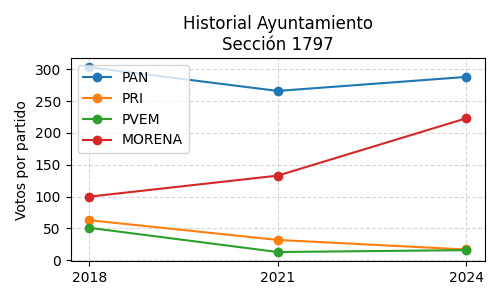 Historial Ayuntamiento
Sección 1797
Votos por partido
300
250
200
150
100
50
0
PAN
PRI
PVEM
MORENA
2018
2021
2024